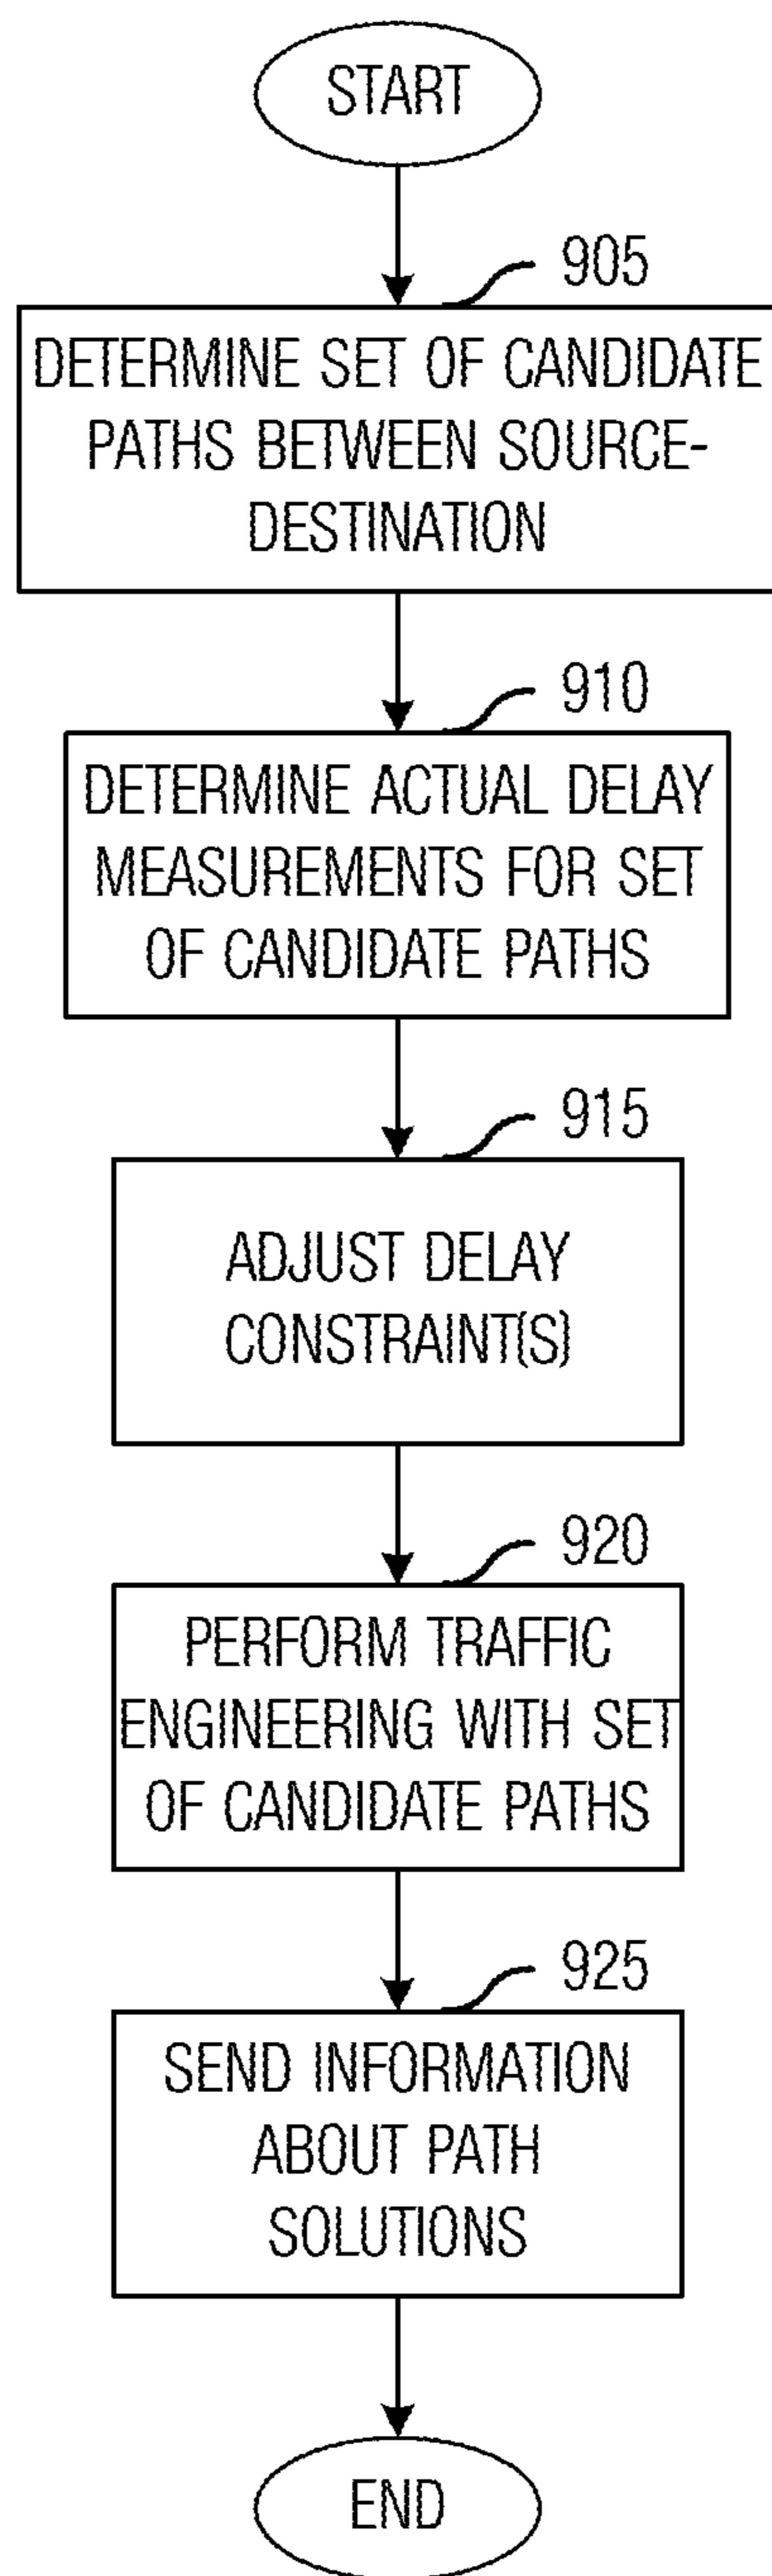 START
905
DETERMINE SET OF CANDIDATE
PATHS BETWEEN SOURCE-
DESTINATION
910
DETERMINE ACTUAL DELAY
MEASUREMENTS FOR SET
OF CANDIDATE PATHS
915
ADJUST DELAY
CONSTRAINT(S)
920
PERFORM TRAFFIC
ENGINEERING WITH SET
OF CANDIDATE PATHS
925
SEND INFORMATION
ABOUT PATH
SOLUTIONS
END